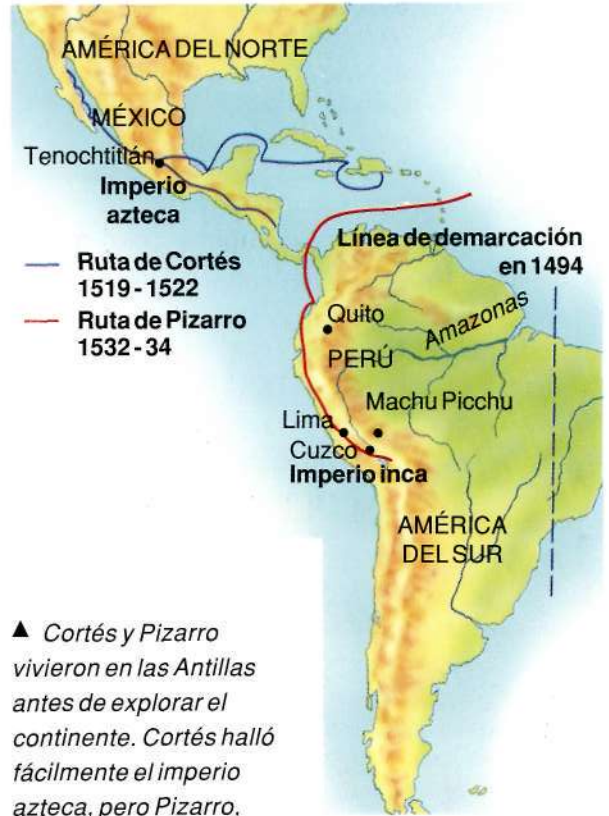 AMÉRICA DEL NORTE
MÉXICO
Tenochtitlán
Imperio
azteca
Ruta de Cortés
1519 - 1522
Ruta de Pizarro
1532 - 34
Línea de demarcación
en 1494
Quito
Amazonas
PERÚ
Machu Picchu
Lima
Cuzco
Imperio inca
AMÉRICA
DEL SUR
▲ Cortés y Pizarro
vivieron en las Antillas
antes de explorar el
continente. Cortés halló
fácilmente el imperio
azteca, pero Pizarro,